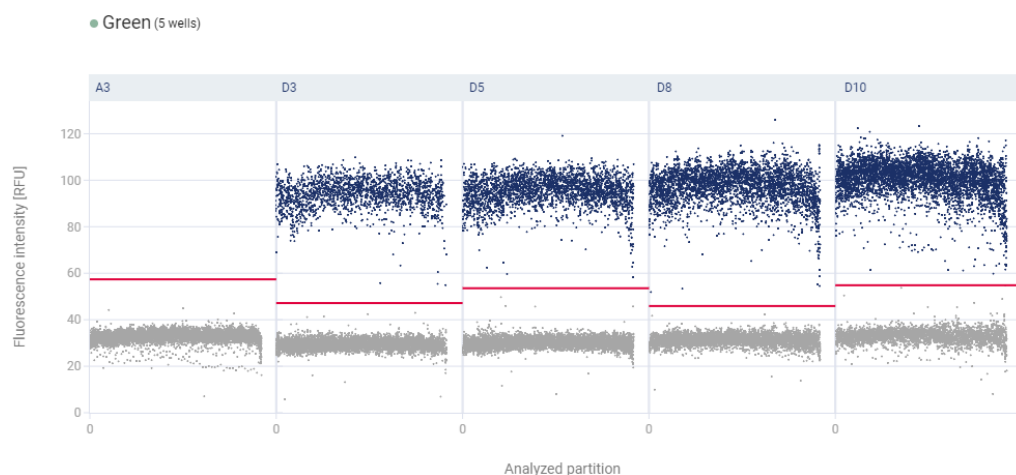 Green (5 wells)
A3 D3 D5 D8 D10
Fluorescence intensity [RFU]
120
100
80
60
40
20
0
0 0 0 0 0
Analyzed partition